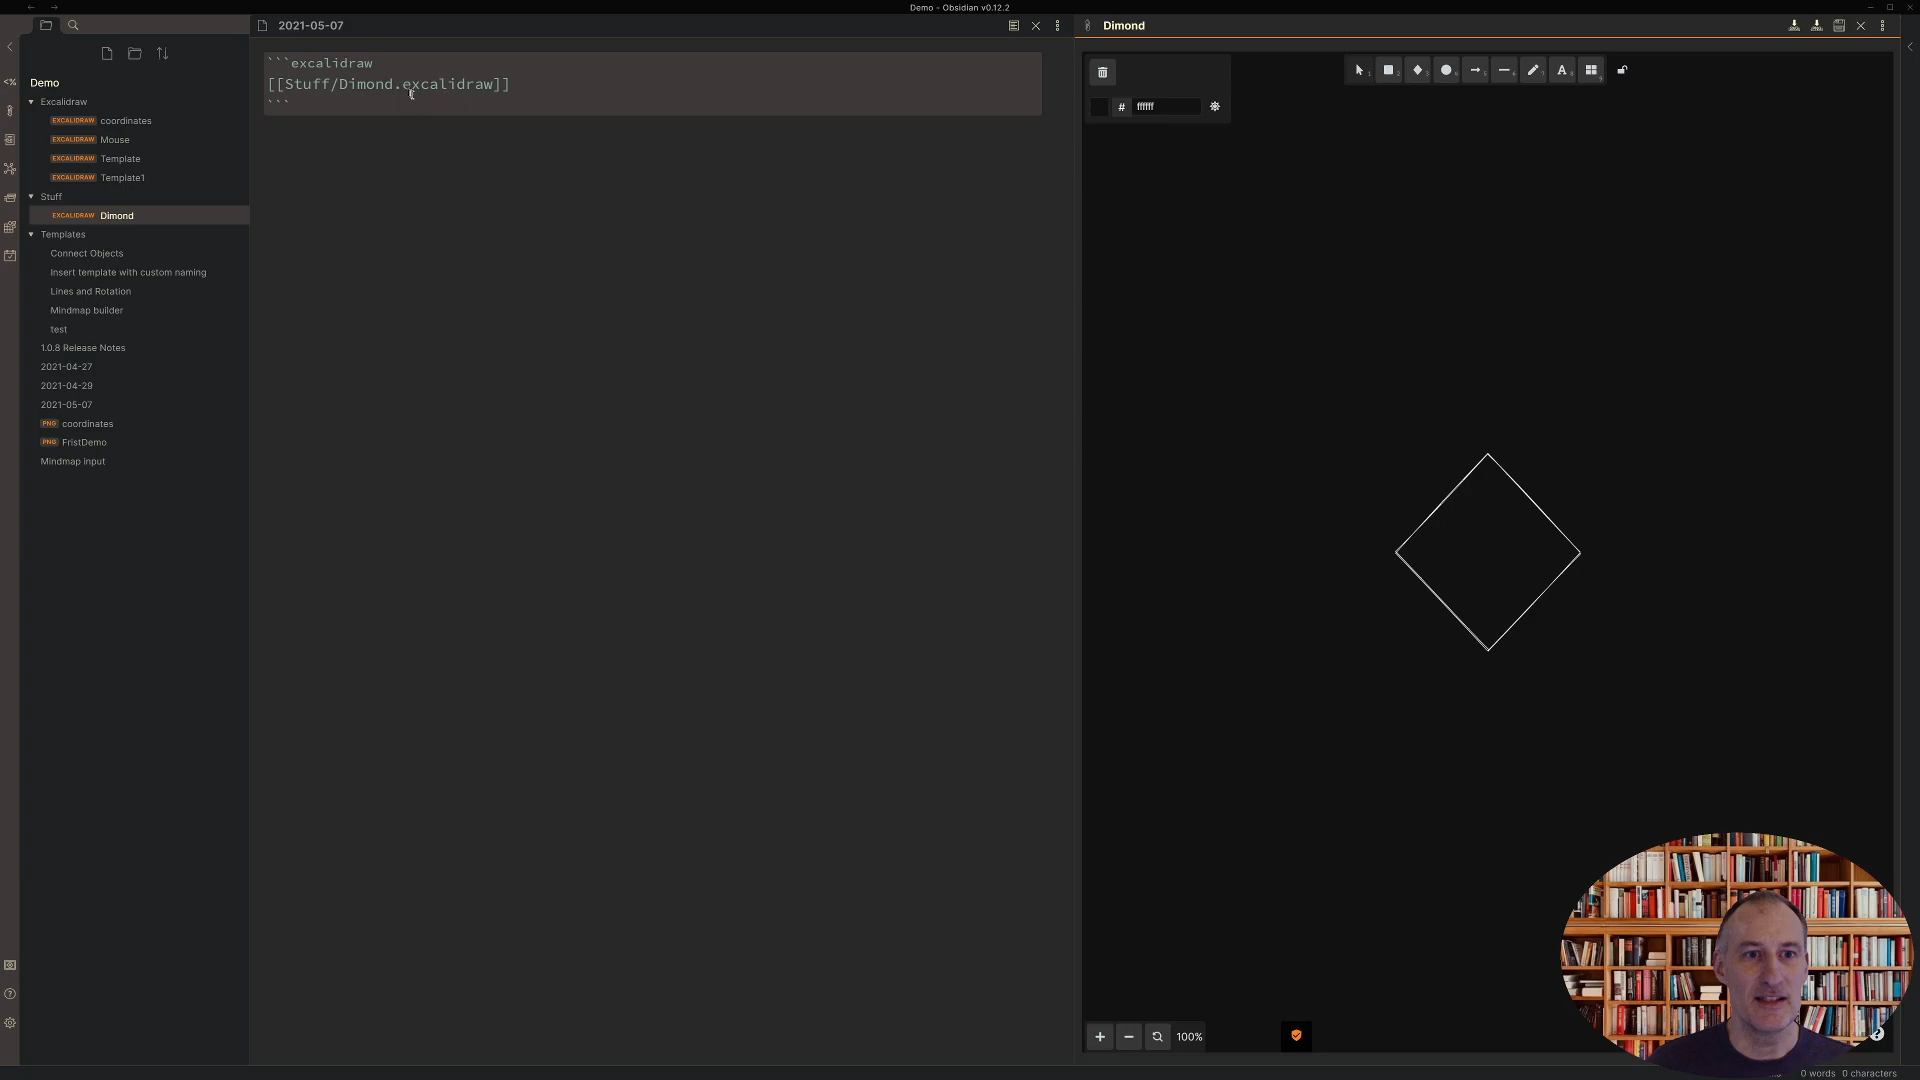 Demo - Obsidian v0.12.2
2021-05-07
Dimond
Demo
Excalidraw
EXCALIDRAW coordinates
EXCALIDRAW Mouse
EXCALIDRAW Template
EXCALIDRAW Template1
Stuff
EXCALIDRAW Dimond
Templates
Connect Objects
Insert template with custom naming
Lines and Rotation
Mindmap builder
test
1.0.8 Release Notes
2021-04-27
2021-04-29
2021-05-07
PNG coordinates
PNG FristDemo
Mindmap input
```excalidraw
[[Stuff/Dimond.excalidraw]]
```
A
# ffffff
100%
0 words 0 characters